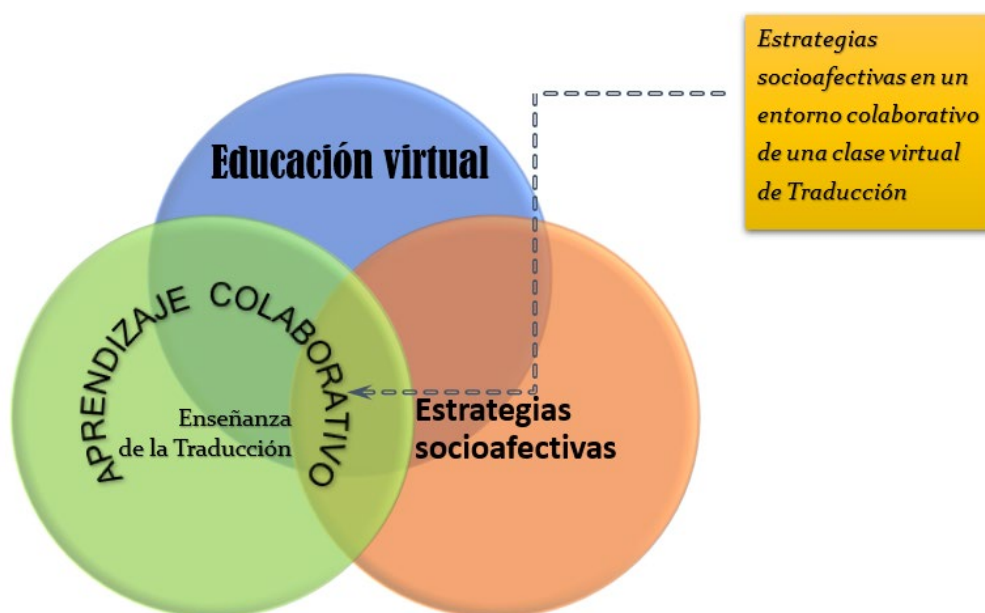 Estrategias
socioafectivas en un
entorno colaborativo
de una clase virtual
de Traducción
Educación virtual
APRENDIZAJE COLABORATIVO
Enseñanza
de la Traducción
Estrategias
socioafectivas